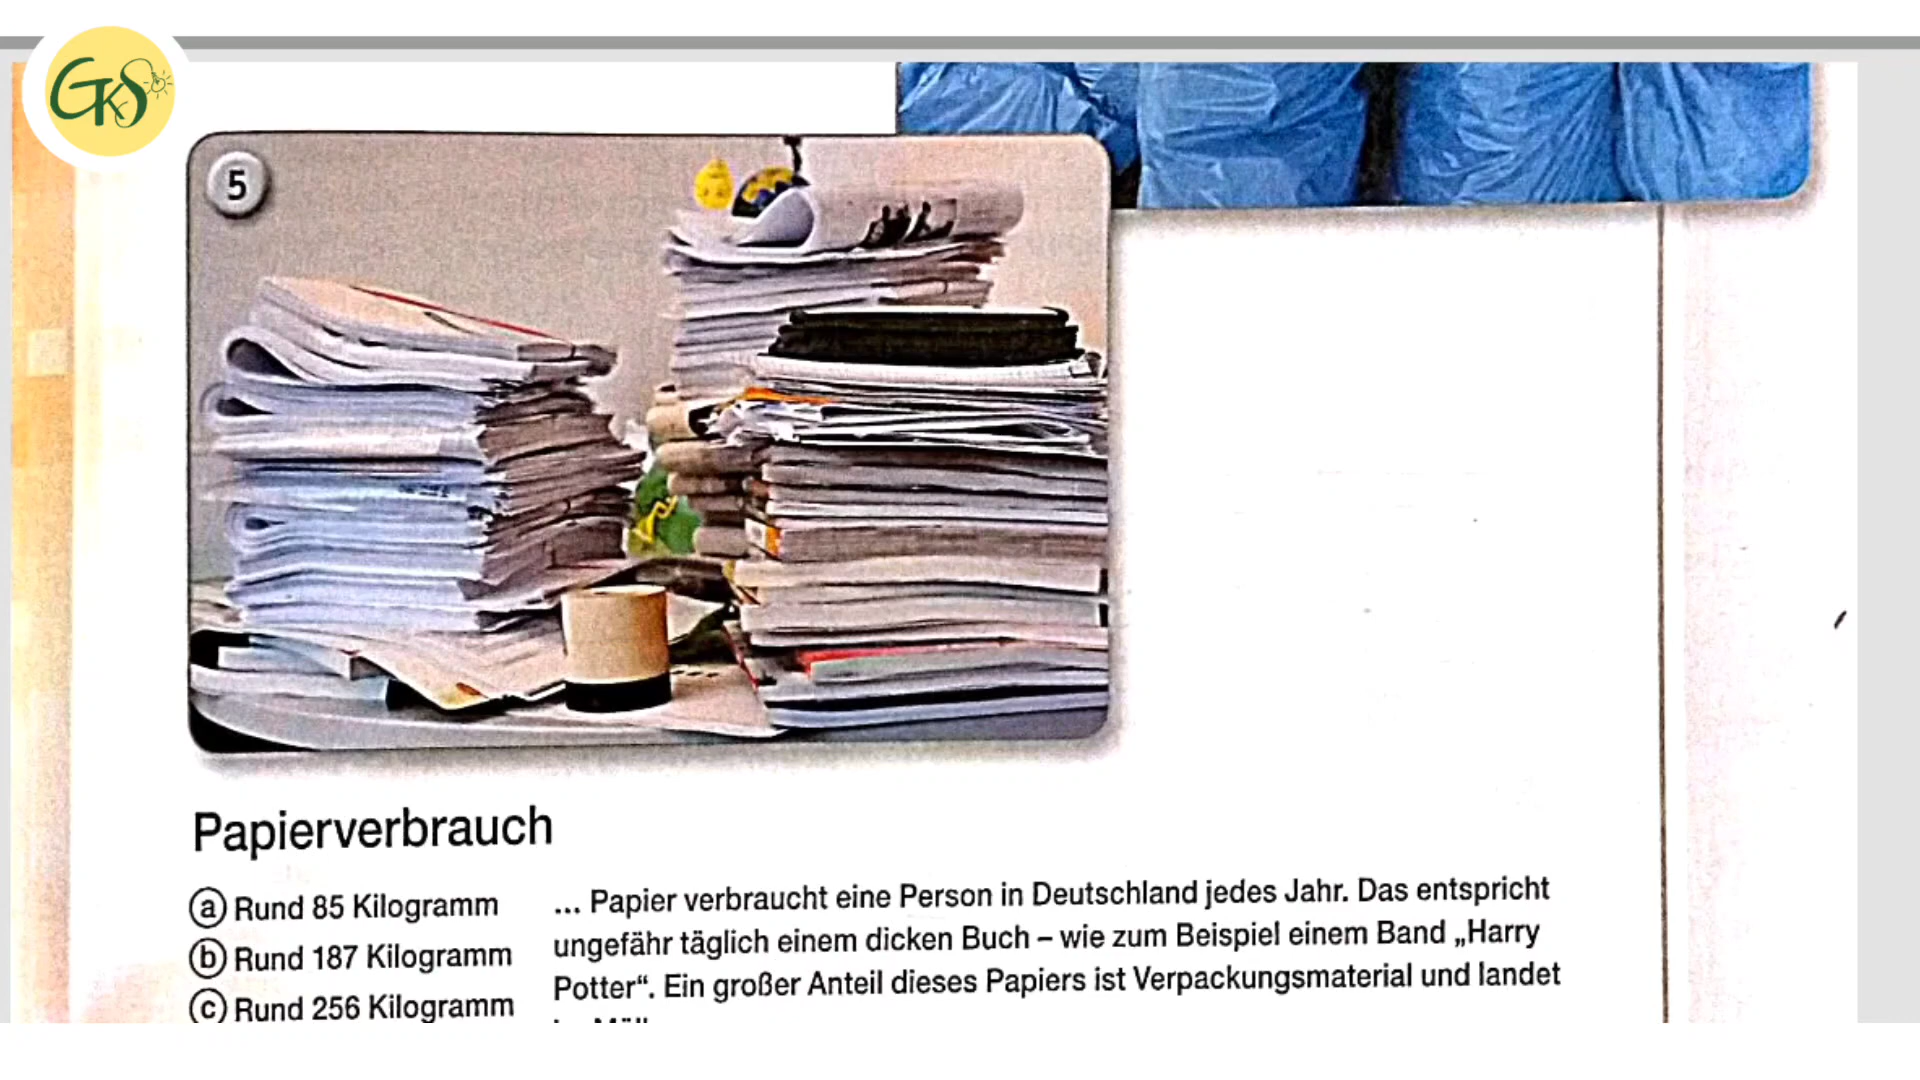 GKS
5
Papierverbrauch
ⓐ Rund 85 Kilogramm
ⓑ Rund 187 Kilogramm
ⓒ Rund 256 Kilogramm
... Papier verbraucht eine Person in Deutschland jedes Jahr. Das entspricht
ungefähr täglich einem dicken Buch – wie zum Beispiel einem Band „Harry
Potter“. Ein großer Anteil dieses Papiers ist Verpackungsmaterial und landet